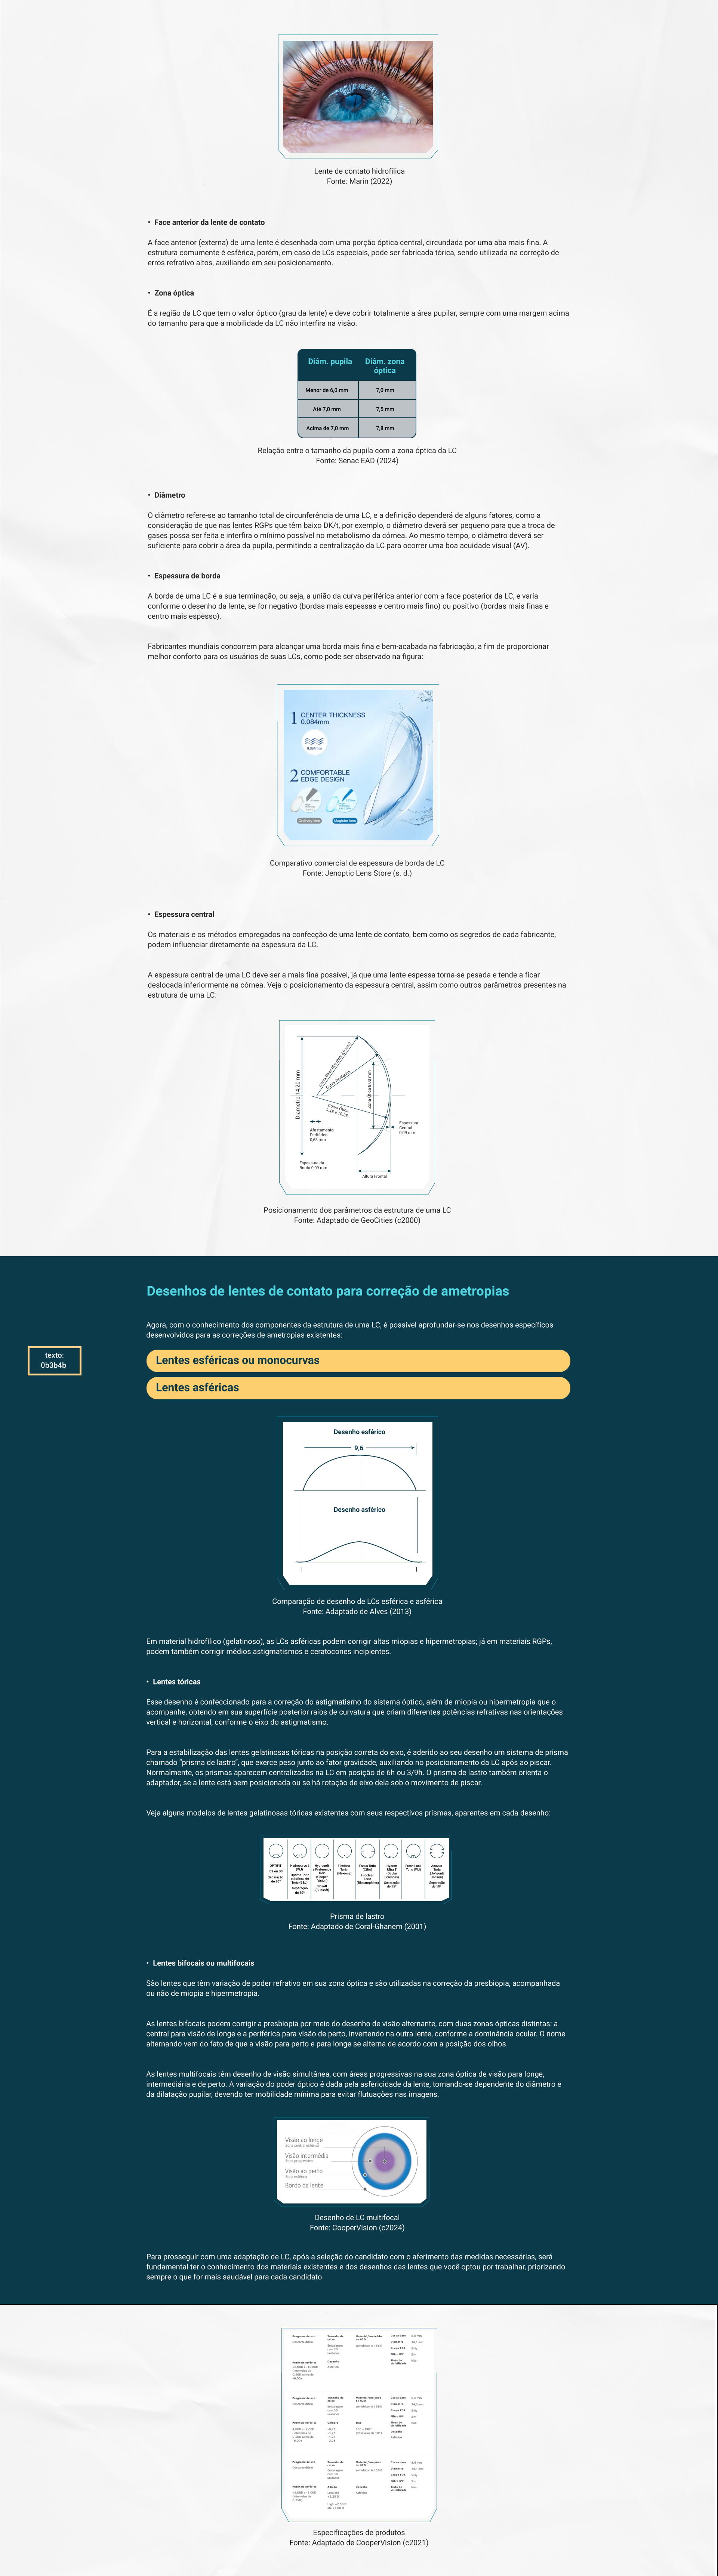 Lente de contato hidrofílica
Fonte: Marin (2022)
• Face anterior da lente de contato
A face anterior (externa) de uma lente é desenhada com uma porção óptica central, circundada por uma aba mais fina. A
estrutura comumente é esférica, porém, em caso de LCs especiais, pode ser fabricada tórica, sendo utilizada na correção de
erros refrativo altos, auxiliando em seu posicionamento.
• Zona óptica
É a região da LC que tem o valor óptico (grau da lente) e deve cobrir totalmente a área pupilar, sempre com uma margem acima
do tamanho para que a mobilidade da LC não interfira na visão.
Diâm. pupila Diâm. zona
óptica
Menor de 6,0 mm 7,0 mm
Até 7,0 mm 7,5 mm
Acima de 7,0 mm 7,8 mm
Relação entre o tamanho da pupila com a zona óptica da LC
Fonte: Senac EAD (2024)
• Diâmetro
O diâmetro refere-se ao tamanho total de circunferência de uma LC, e a definição dependerá de alguns fatores, como a
consideração de que nas lentes RGPs que têm baixo DK/t, por exemplo, o diâmetro deverá ser pequeno para que a troca de
gases possa ser feita e interfira o mínimo possível no metabolismo da córnea. Ao mesmo tempo, o diâmetro deverá ser
suficiente para cobrir a área da pupila, permitindo a centralização da LC para ocorrer uma boa acuidade visual (AV).
• Espessura de borda
A borda de uma LC é a sua terminação, ou seja, a união da curva periférica anterior com a face posterior da LC, e varia
conforme o desenho da lente, se for negativo (bordas mais espessas e centro mais fino) ou positivo (bordas mais finas e
centro mais espesso).
Fabricantes mundiais concorrem para alcançar uma borda mais fina e bem-acabada na fabricação, a fim de proporcionar
melhor conforto para os usuários de suas LCs, como pode ser observado na figura:
1 CENTER THICKNESS
0.084mm
0.084mm
2 COMFORTABLE
EDGE DESIGN
Ordinary lens Magister lens
Comparativo comercial de espessura de borda de LC
Fonte: Jenoptic Lens Store (s. d.)
• Espessura central
Os materiais e os métodos empregados na confecção de uma lente de contato, bem como os segredos de cada fabricante,
podem influenciar diretamente na espessura da LC.
A espessura central de uma LC deve ser a mais fina possível, já que uma lente espessa torna-se pesada e tende a ficar
deslocada inferiormente na córnea. Veja o posicionamento da espessura central, assim como outros parâmetros presentes na
estrutura de uma LC:
Diametro 14,20 mm
Curva Periferica
Zona Ótica 8,00 mm
Curva Ótica
Afastamento
Periférico
0,63 mm
Espessura
Central
0,09 mm
Espessura da
Borda 0,09 mm
Altura Frontal
Posicionamento dos parâmetros da estrutura de uma LC
Fonte: Adaptado de GeoCities (c2000)
Desenhos de lentes de contato para correção de ametropias
Agora, com o conhecimento dos componentes da estrutura de uma LC, é possível aprofundar-se nos desenhos específicos
desenvolvidos para as correções de ametropias existentes:
texto:
0b3b4b
Lentes esféricas ou monocurvas
Lentes asféricas
Desenho esférico
9,6
Desenho asférico
Comparação de desenho de LCs esférica e asférica
Fonte: Adaptado de Alves (2013)
Em material hidrofílico (gelatinoso), as LCs asféricas podem corrigir altas miopias e hipermetropias; já em materiais RGPs,
podem também corrigir médios astigmatismos e ceratocones incipientes.
• Lentes tóricas
Esse desenho é confeccionado para a correção do astigmatismo do sistema óptico, além de miopia ou hipermetropia que o
acompanhe, obtendo em sua superfície posterior raios de curvatura que criam diferentes potências refrativas nas orientações
vertical e horizontal, conforme o eixo do astigmatismo.
Para a estabilização das lentes gelatinosas tóricas na posição correta do eixo, é aderido ao seu desenho um sistema de prisma
chamado "prisma de lastro", que exerce peso junto ao fator gravidade, auxiliando no posicionamento da LC após ao piscar.
Normalmente, os prismas aparecem centralizados na LC em posição de 6h ou 3/9h. O prisma de lastro também orienta o
adaptador, se a lente está bem posicionada ou se há rotação de eixo dela sob o movimento de piscar.
Veja alguns modelos de lentes gelatinosas tóricas existentes com seus respectivos prismas, aparentes em cada desenho:
Prisma de lastro
Fonte: Adaptado de Coral-Ghanem (2001)
• Lentes bifocais ou multifocais
São lentes que têm variação de poder refrativo em sua zona óptica e são utilizadas na correção da presbiopia, acompanhada
ou não de miopia e hipermetropia.
As lentes bifocais podem corrigir a presbiopia por meio do desenho de visão alternante, com duas zonas ópticas distintas: a
central para visão de longe e a periférica para visão de perto, invertendo na outra lente, conforme a dominância ocular. O nome
alternando vem do fato de que a visão para perto e para longe se alterna de acordo com a posição dos olhos.
As lentes multifocais têm desenho de visão simultânea, com áreas progressivas na sua zona óptica de visão para longe,
intermediária e de perto. A variação do poder óptico é dada pela asfericidade da lente, tornando-se dependente do diâmetro e
da dilatação pupilar, devendo ter mobilidade mínima para evitar flutuações nas imagens.
Visão ao longe
Zona central esférica
Visão intermédia
Zona progressiva
Visão ao perto
Zona esférica
Bordo da lente
Desenho de LC multifocal
Fonte: CooperVision (c2024)
Para prosseguir com uma adaptação de LC, após a seleção do candidato com o aferimento das medidas necessárias, será
fundamental ter o conhecimento dos materiais existentes e dos desenhos das lentes que você optou por trabalhar, priorizando
sempre o que for mais saudável para cada candidato.
Especificações de produtos
Fonte: Adaptado de CooperVision (c2021)